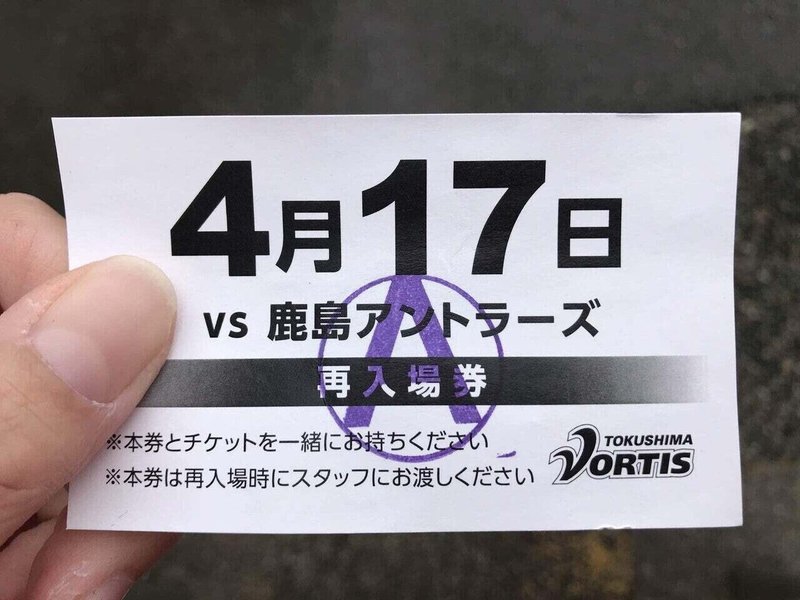 4月17日
vs 鹿島アントラーズ
再入場券
A
※本券とチケットを一緒にお持ちください
※本券は再入場時にスタッフにお渡しください
TOKUSHIMA
VORTIS